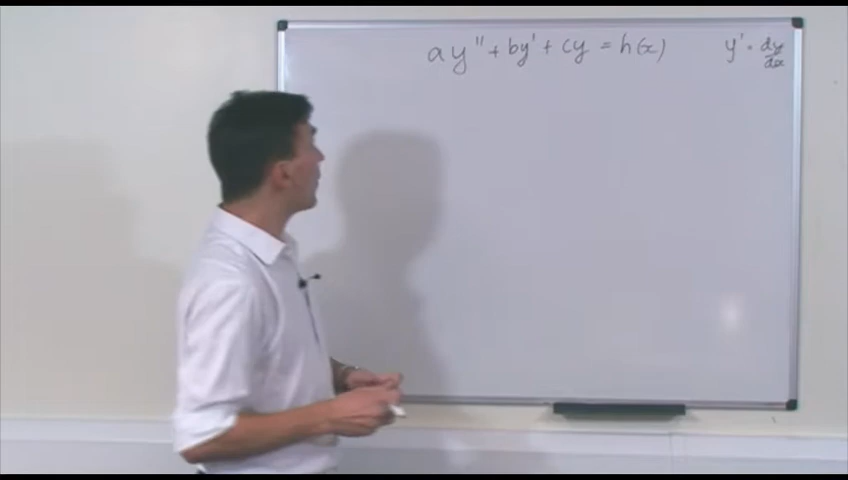 ay" + by' + cy = h(x)
y' = dy/dx